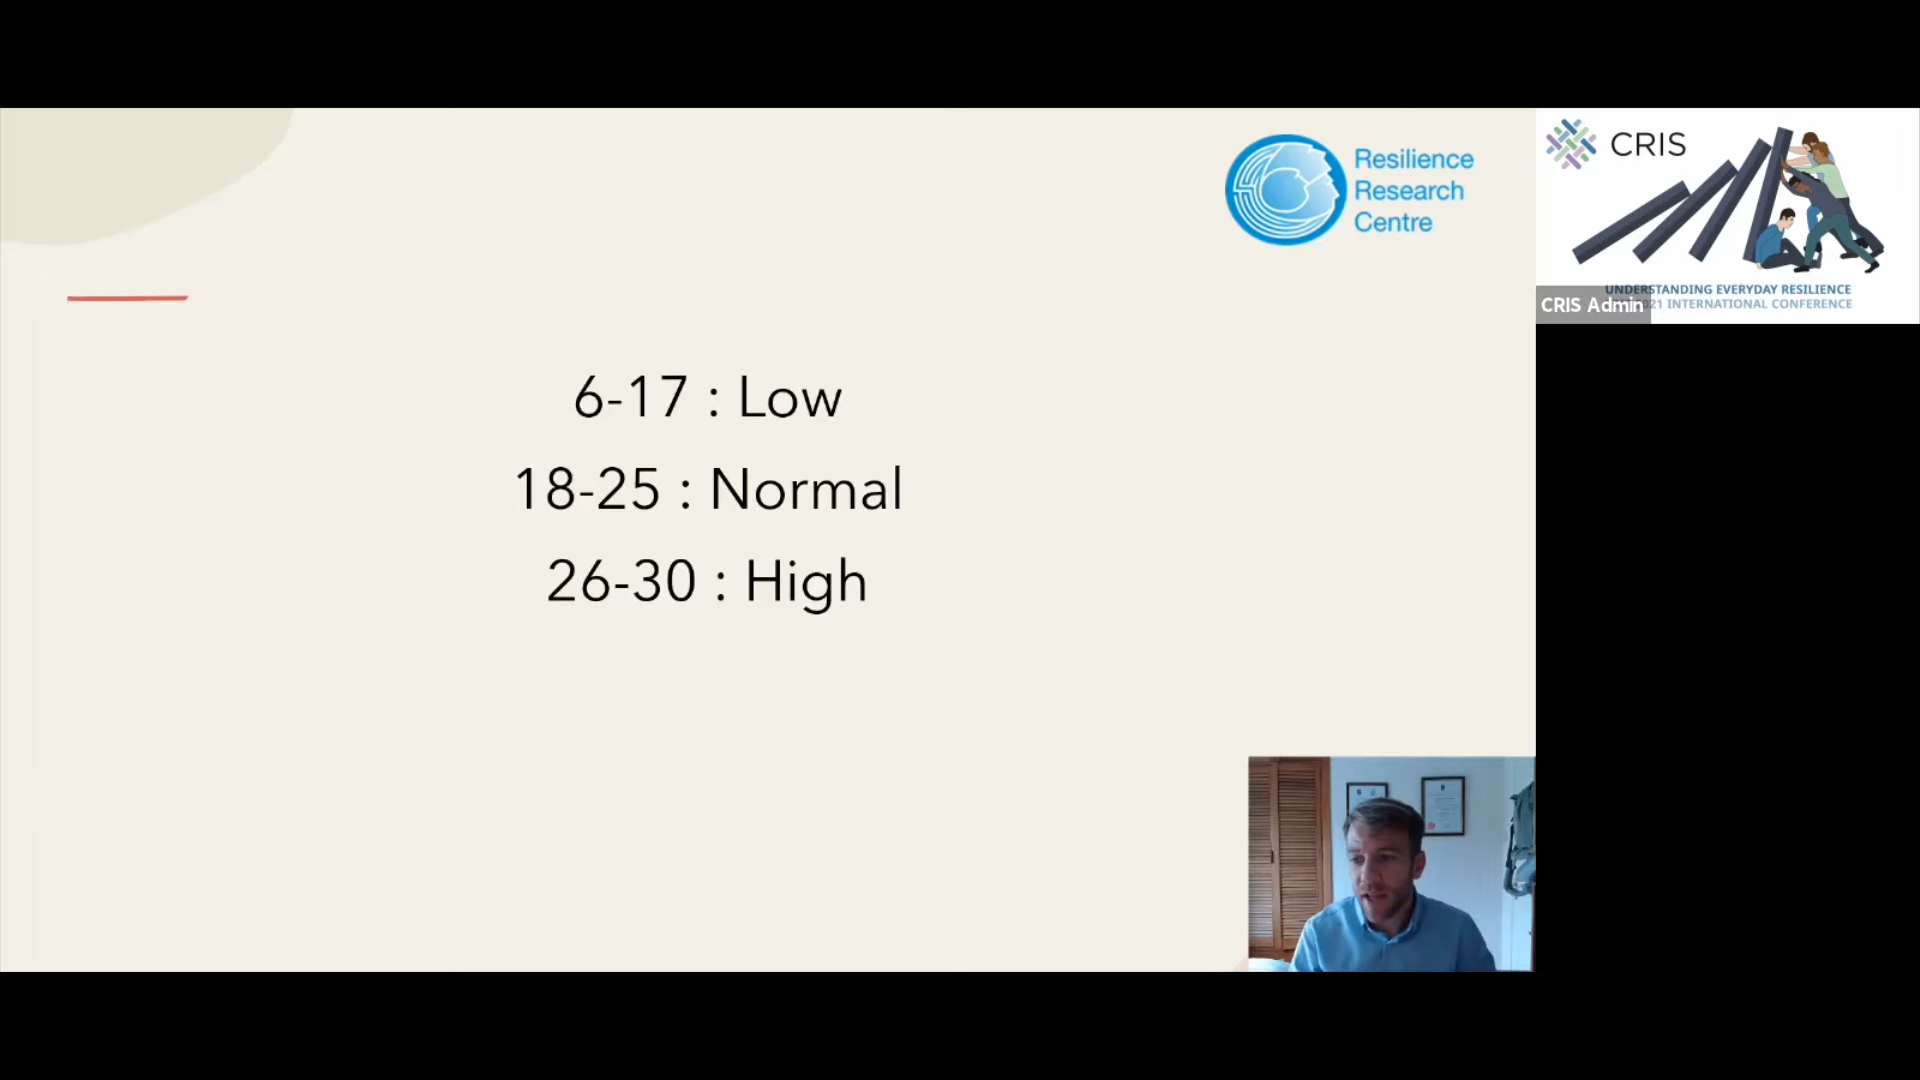 Resilience
Research
Centre
CRIS
UNDERSTANDING EVERYDAY RESILIENCE
21 INTERNATIONAL CONFERENCE
CRIS Admin
6-17 : Low
18-25 : Normal
26-30 : High